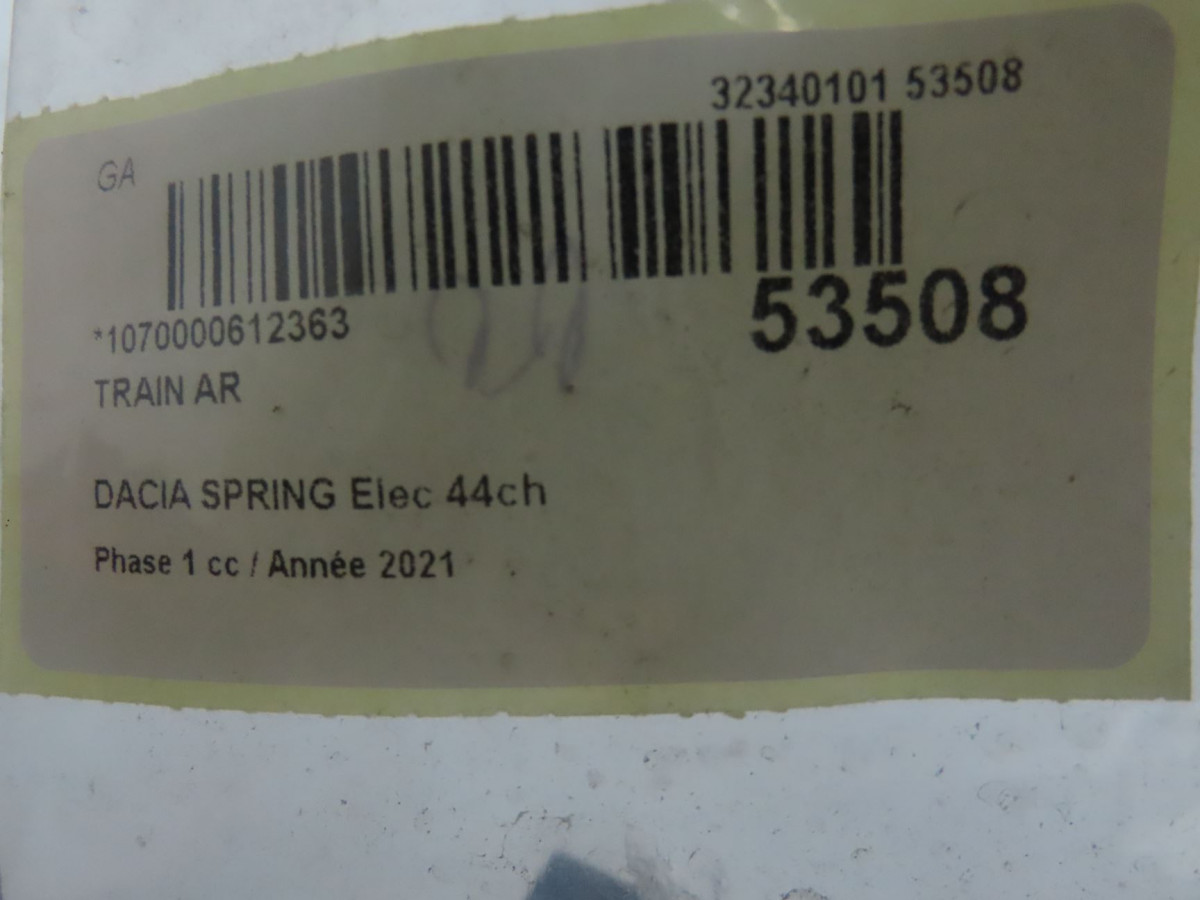 32340101 53508
GA
*1070000612363
53508
TRAIN AR
DACIA SPRING Elec 44ch
Phase 1 cc / Année 2021